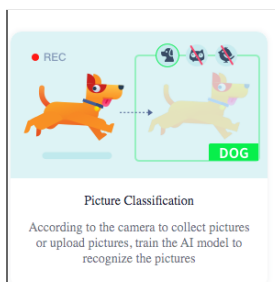 REC
DOG
Picture Classification
According to the camera to collect pictures
or upload pictures, train the AI model to
recognize the pictures